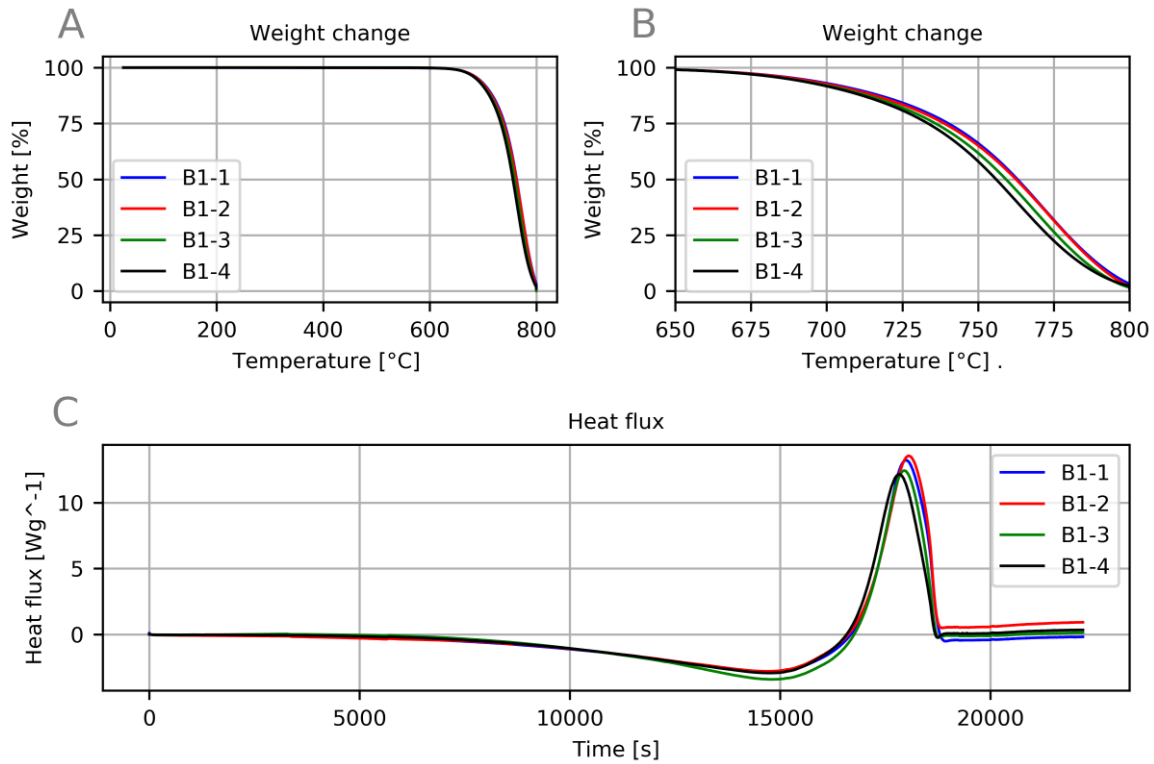 A
Weight change
Weight [%]
100
75
50
25
0
B1-1
B1-2
B1-3
B1-4
0 200 400 600 800
Temperature [°C]
B
Weight change
Weight [%]
100
75
50
25
0
B1-1
B1-2
B1-3
B1-4
650 675 700 725 750 775 800
Temperature [°C] .
C
Heat flux
Heat flux [Wg^-1]
10
5
0
B1-1
B1-2
B1-3
B1-4
0 5000 10000 15000 20000
Time [s]